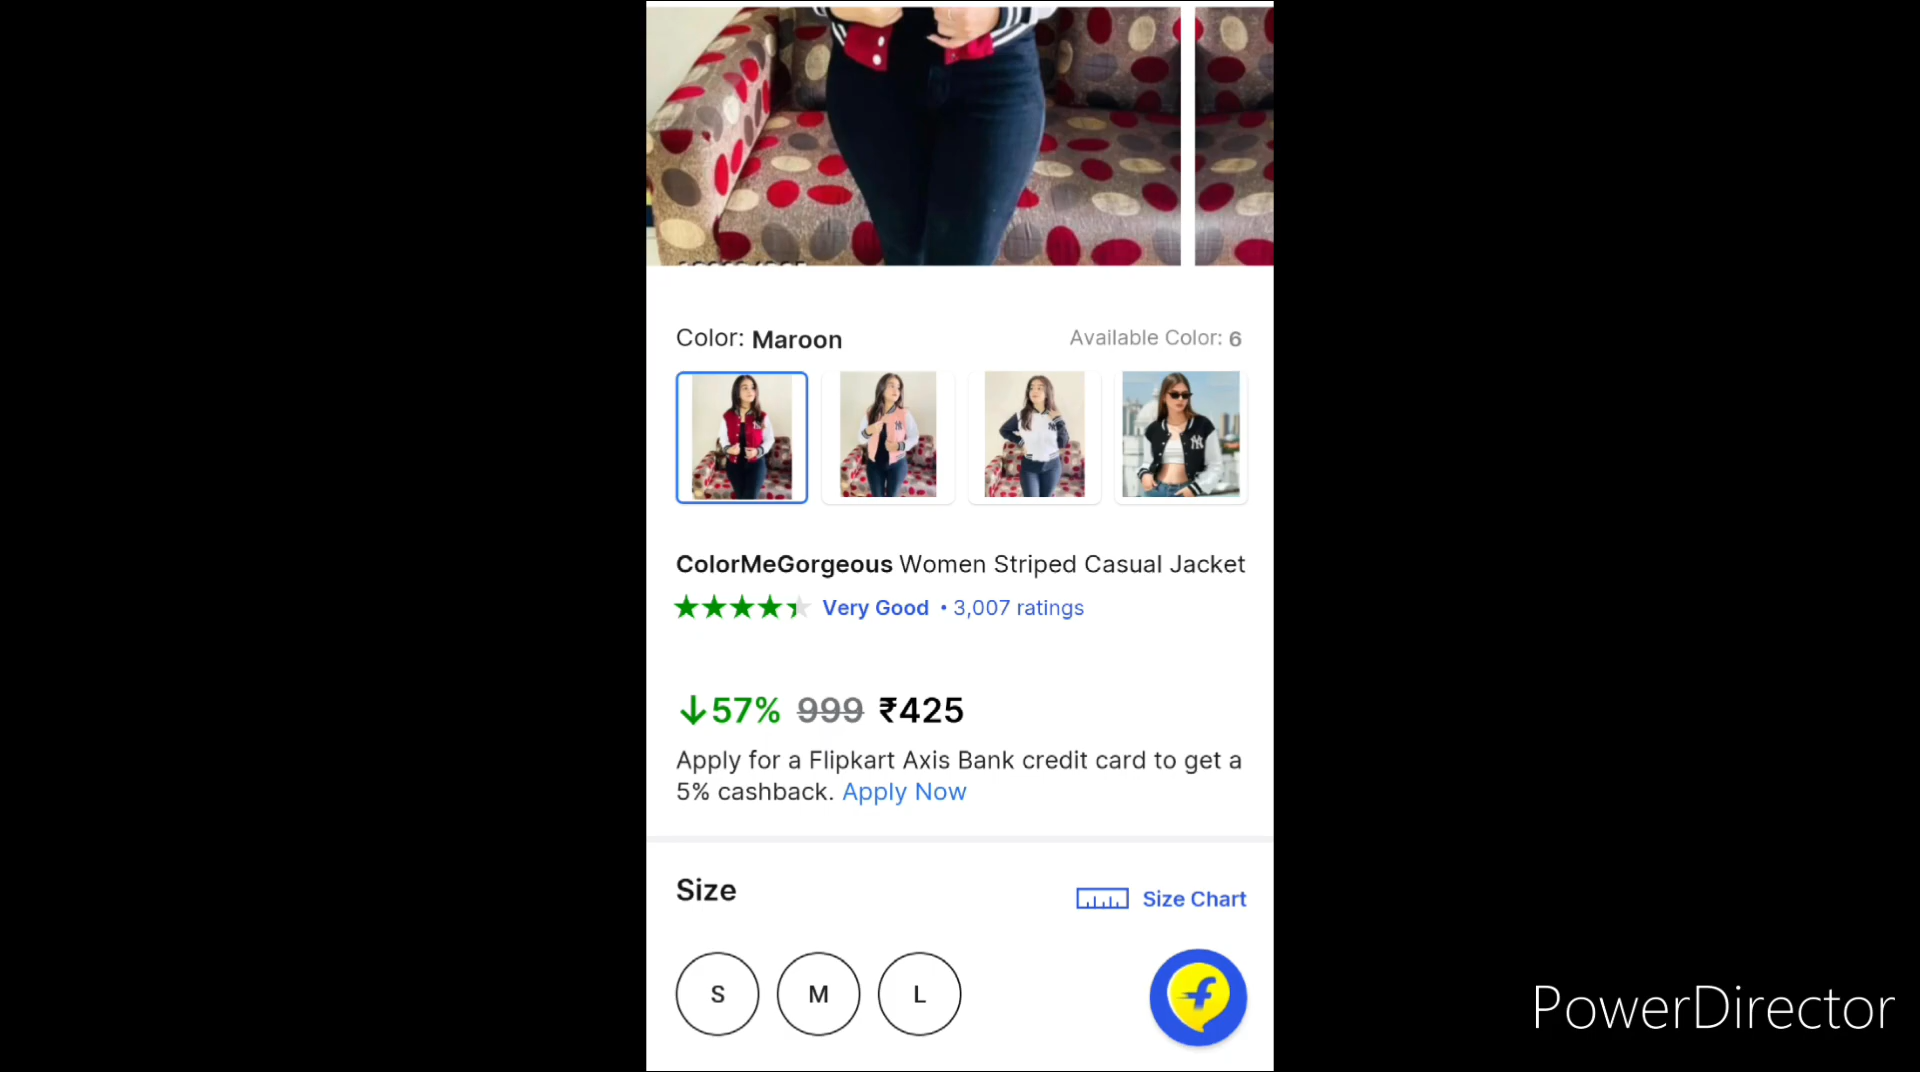 Color: Maroon
Available Color: 6
ColorMeGorgeous Women Striped Casual Jacket
Very Good • 3,007 ratings
↓57% 999 ₹425
Apply for a Flipkart Axis Bank credit card to get a
5% cashback. Apply Now
Size
Size Chart
S M L
PowerDirector